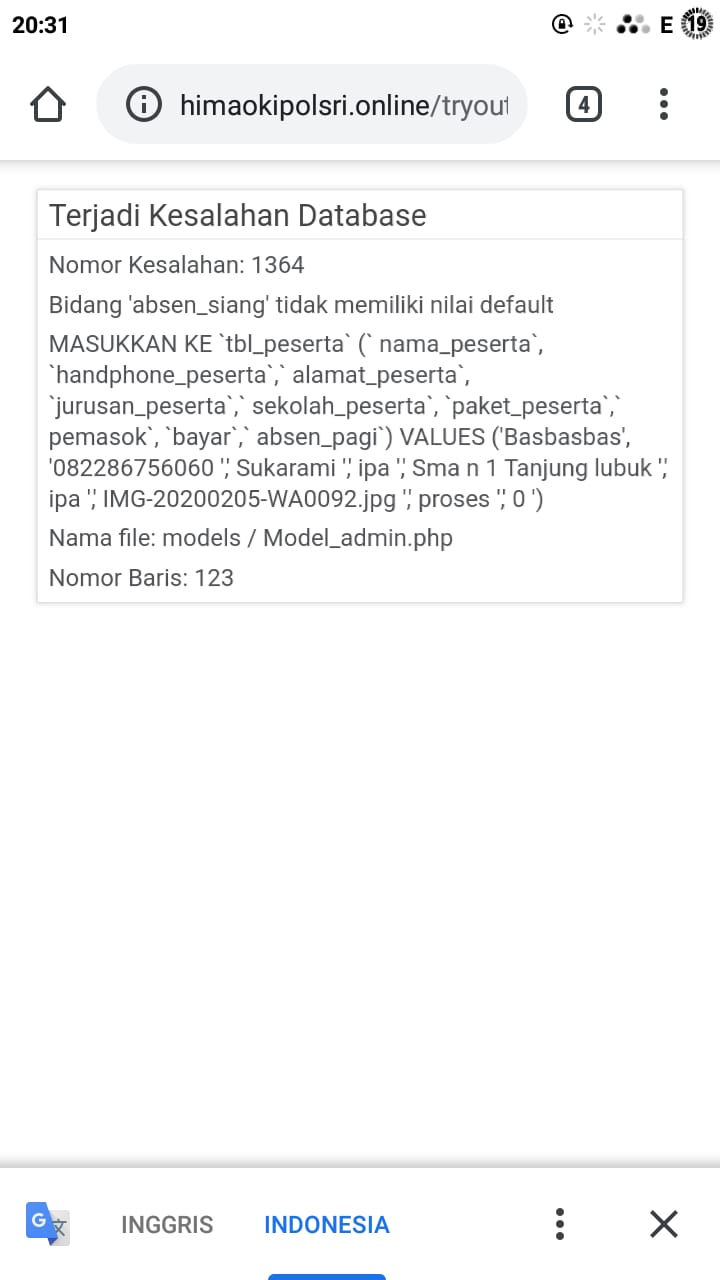 20:31
E
19
himaokipolsri.online/tryout
4
Terjadi Kesalahan Database
Nomor Kesalahan: 1364
Bidang 'absen_siang' tidak memiliki nilai default
MASUKKAN KE `tbl_peserta` (` nama_peserta`,
`handphone_peserta`,` alamat_peserta`,
`jurusan_peserta`,` sekolah_peserta`, `paket_peserta`,`
pemasok`, `bayar`,` absen_pagi`) VALUES ('Basbasbas',
'082286756060 ',' Sukarami ',' ipa ',' Sma n 1 Tanjung lubuk ','
ipa ',' IMG-20200205-WA0092.jpg ',' proses ',' 0 ')
Nama file: models / Model_admin.php
Nomor Baris: 123
G 文
INGGRIS
INDONESIA